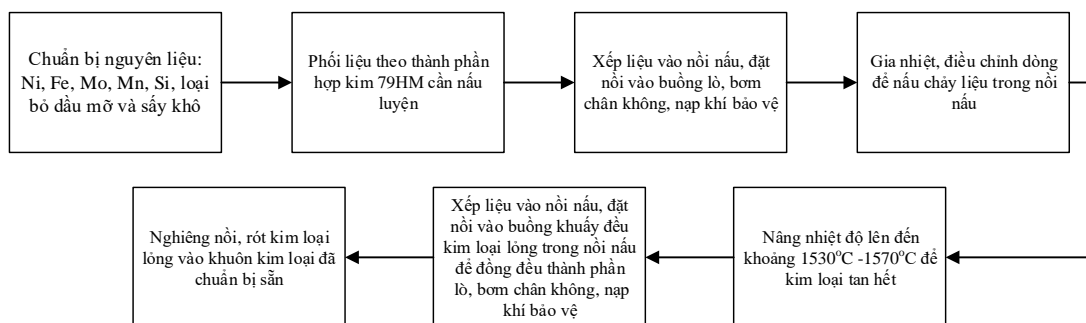 Chuẩn bị nguyên liệu:
Ni, Fe, Mo, Mn, Si, loại
bỏ dầu mỡ và sấy khô
Phối liệu theo thành phần
hợp kim 79HM cần nấu
luyện
Xếp liệu vào nồi nấu, đặt
nồi vào buồng lò, bơm
chân không, nạp khí bảo vệ
Gia nhiệt, điều chỉnh dòng
để nấu chảy liệu trong nồi
nấu
Nâng nhiệt độ lên đến
khoảng 1530°C -1570°C để
kim loại tan hết
Xếp liệu vào nồi nấu, đặt
nồi vào buồng khuấy đều
kim loại lỏng trong nồi nấu
để đồng đều thành phần
lò, bơm chân không, nạp
khí bảo vệ
Nghiêng nồi, rót kim loại
lỏng vào khuôn kim loại đã
chuẩn bị sẵn